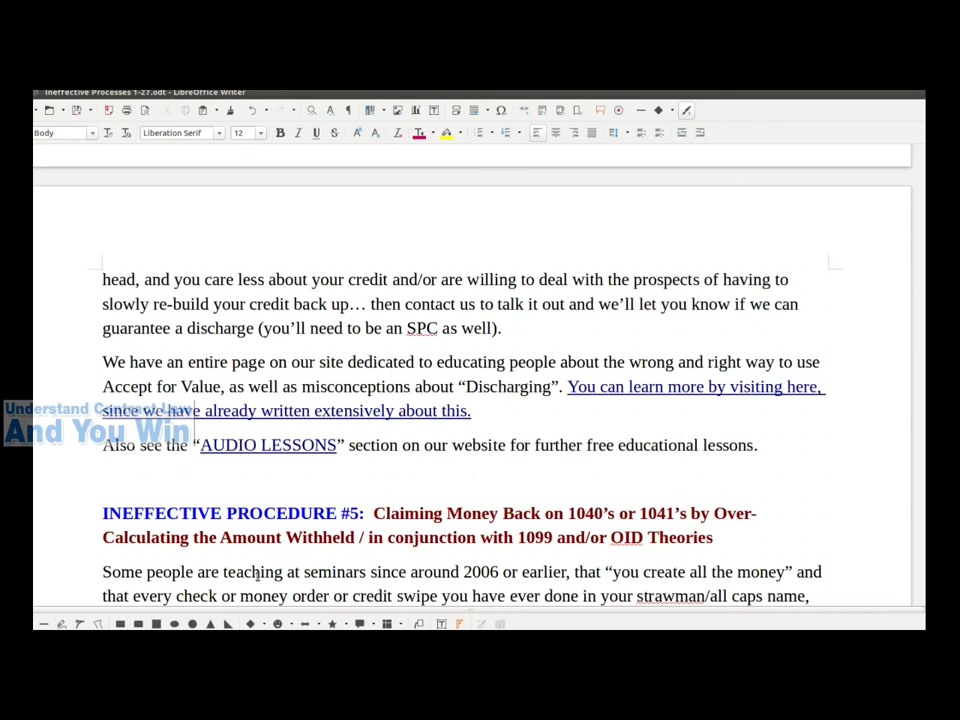 Ineffective Processes 1-27.odt - LibreOffice Writer
Body Liberation Serif 12
head, and you care less about your credit and/or are willing to deal with the prospects of having to
slowly re-build your credit back up… then contact us to talk it out and we’ll let you know if we can
guarantee a discharge (you’ll need to be an SPC as well).
We have an entire page on our site dedicated to educating people about the wrong and right way to use
Accept for Value, as well as misconceptions about “Discharging”. You can learn more by visiting here,
since we have already written extensively about this.
Understand Contract Law
And You Win
Also see the “AUDIO LESSONS” section on our website for further free educational lessons.
INEFFECTIVE PROCEDURE #5: Claiming Money Back on 1040’s or 1041’s by Over-
Calculating the Amount Withheld / in conjunction with 1099 and/or OID Theories
Some people are teaching at seminars since around 2006 or earlier, that “you create all the money” and
that every check or money order or credit swipe you have ever done in your strawman/all caps name,